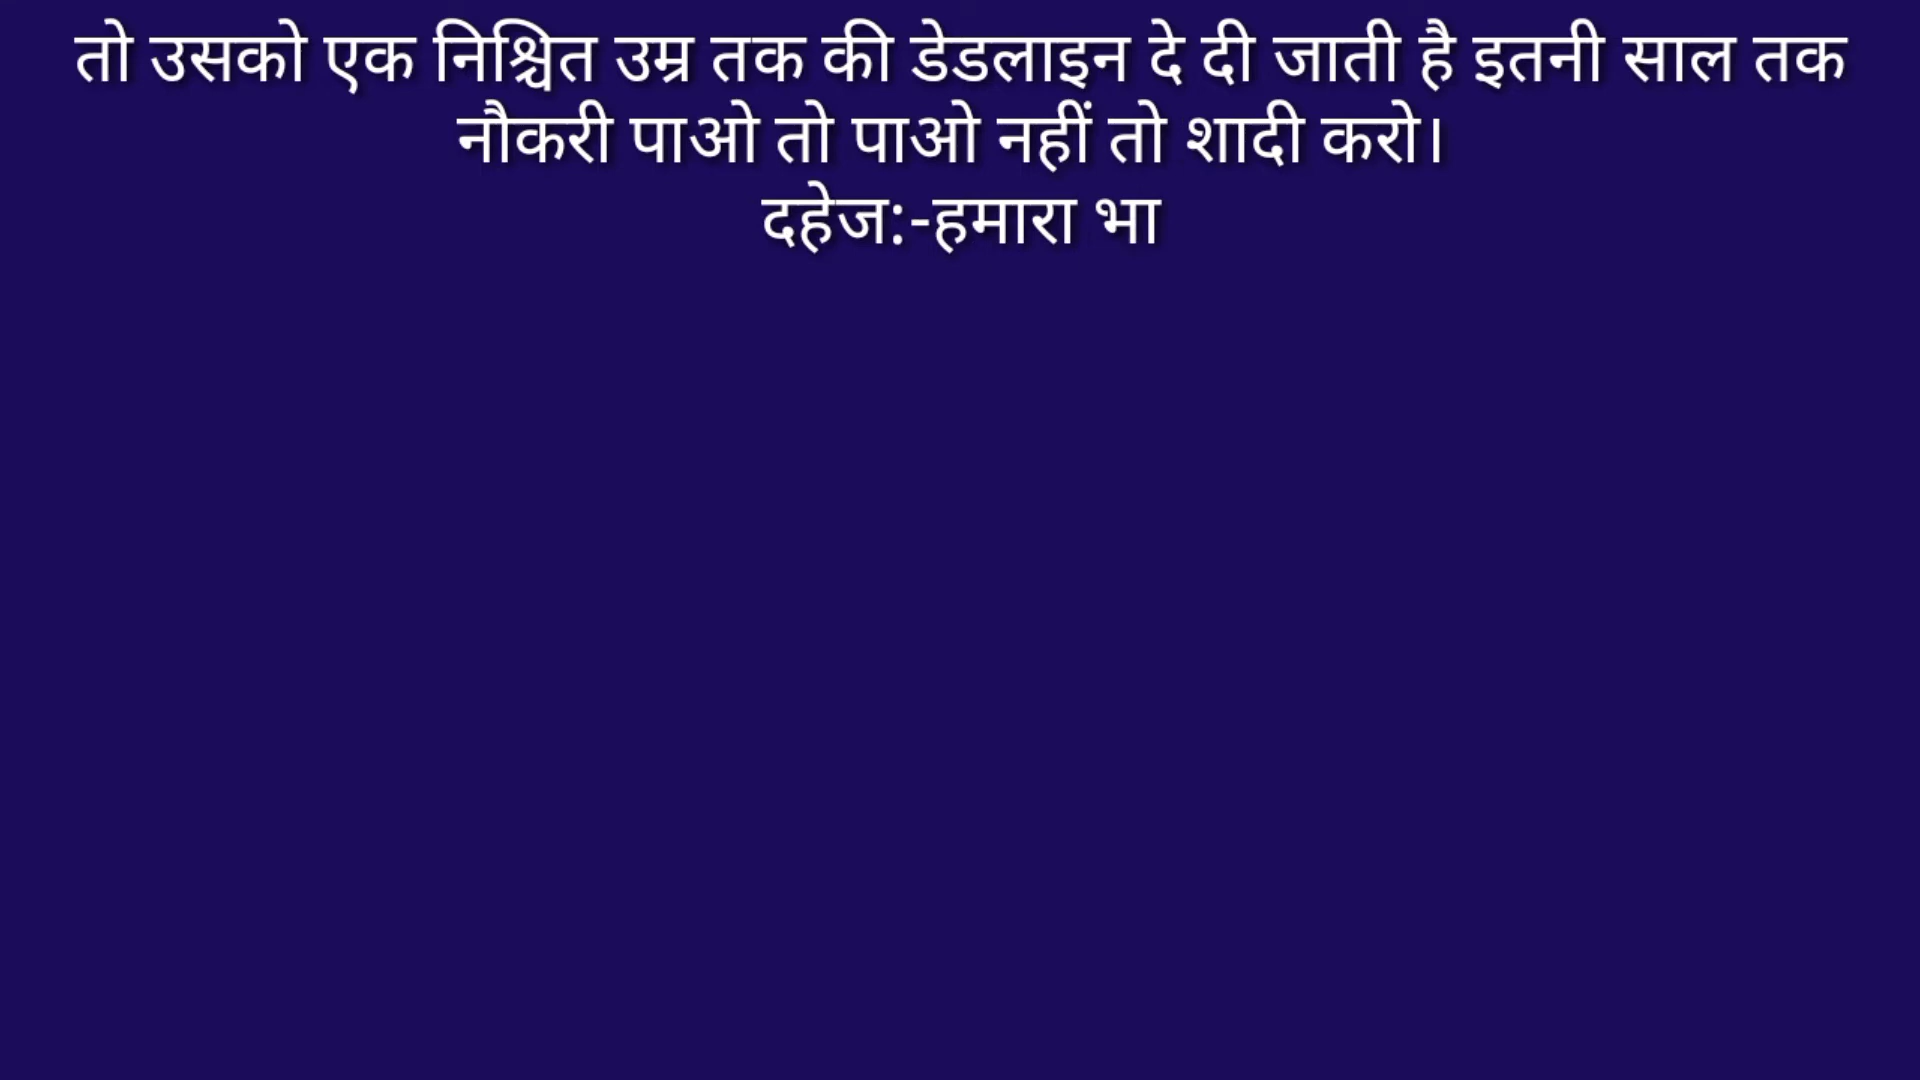 तो उसको एक निश्चित उम्र तक की डेडलाइन दे दी जाती है इतनी साल तक
नौकरी पाओ तो पाओ नहीं तो शादी करो।
दहेज:-हमारा भा